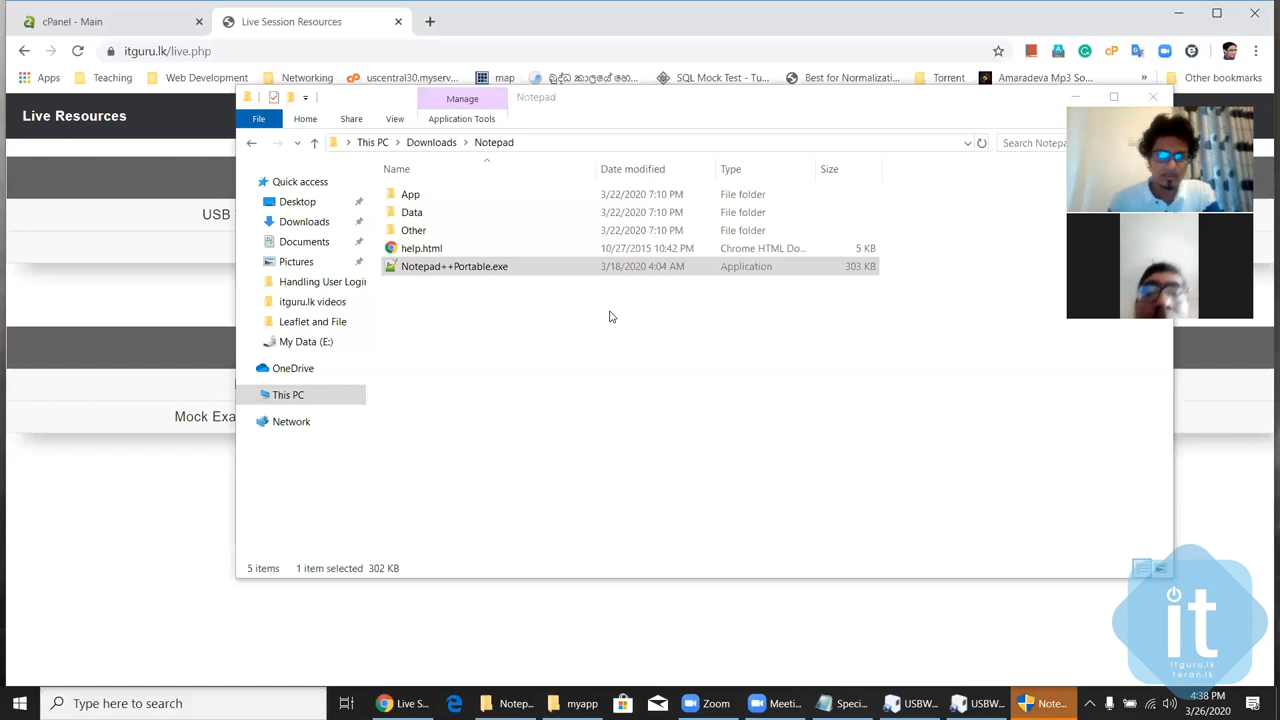 cPanel - Main
Live Session Resources
itguru.lk/live.php
Apps
Teaching
Web Development
Networking
uscentral30.myserv...
map
බුද්ධ කාලයේ හෙ...
SQL Mock Test - Tu...
Best for Normalizati...
Torrent
Amaradeva Mp3 So...
»
Other bookmarks
Live Resources
Manage
Notepad
File
Home
Share
View
Application Tools
This PC > Downloads > Notepad
Search Notepa
Name
Date modified
Type
Size
App
3/22/2020 7:10 PM
File folder
Data
3/22/2020 7:10 PM
File folder
Other
3/22/2020 7:10 PM
File folder
help.html
10/27/2015 10:42 PM
Chrome HTML Do...
5 KB
Notepad++Portable.exe
3/18/2020 4:04 AM
Application
303 KB
Quick access
Desktop
Downloads
Documents
Pictures
Handling User Logi
itguru.lk videos
Leaflet and File
My Data (E:)
OneDrive
This PC
Network
USB
Mock Exa
5 items
1 item selected
302 KB
it
itguru.lk
teran.lk
Type here to search
Live S...
Notep...
myapp
Zoom
Meeti...
Speci...
USBW...
USBW...
Note...
4:38 PM
3/26/2020